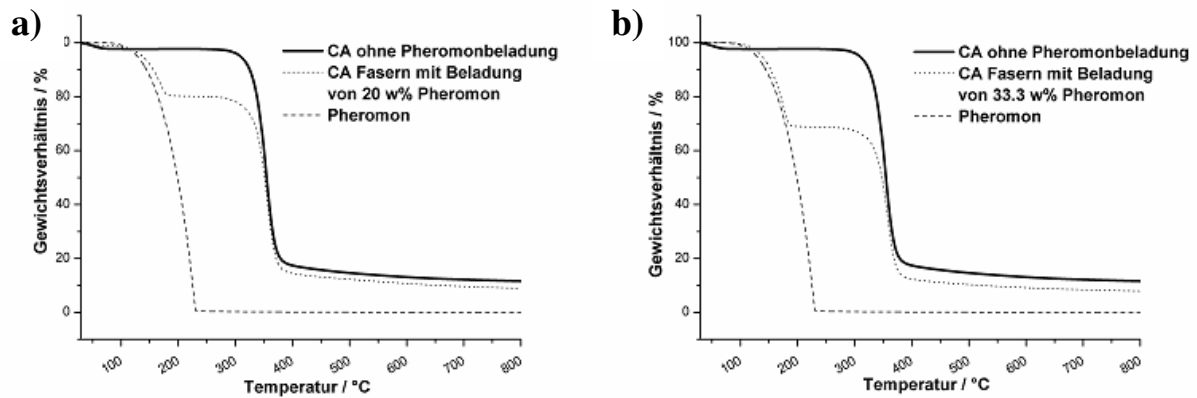 a)
CA ohne Pheromonbeladung
CA Fasern mit Beladung
von 20 w% Pheromon
Pheromon
Gewichtsverhältnis / %
0
80
60
40
20
0
100 200 300 400 500 600 700 800
Temperatur / °C
b)
CA ohne Pheromonbeladung
CA Fasern mit Beladung
von 33.3 w% Pheromon
Pheromon
Gewichtsverhältnis / %
100
80
60
40
20
0
100 200 300 400 500 600 700 800
Temperatur / °C